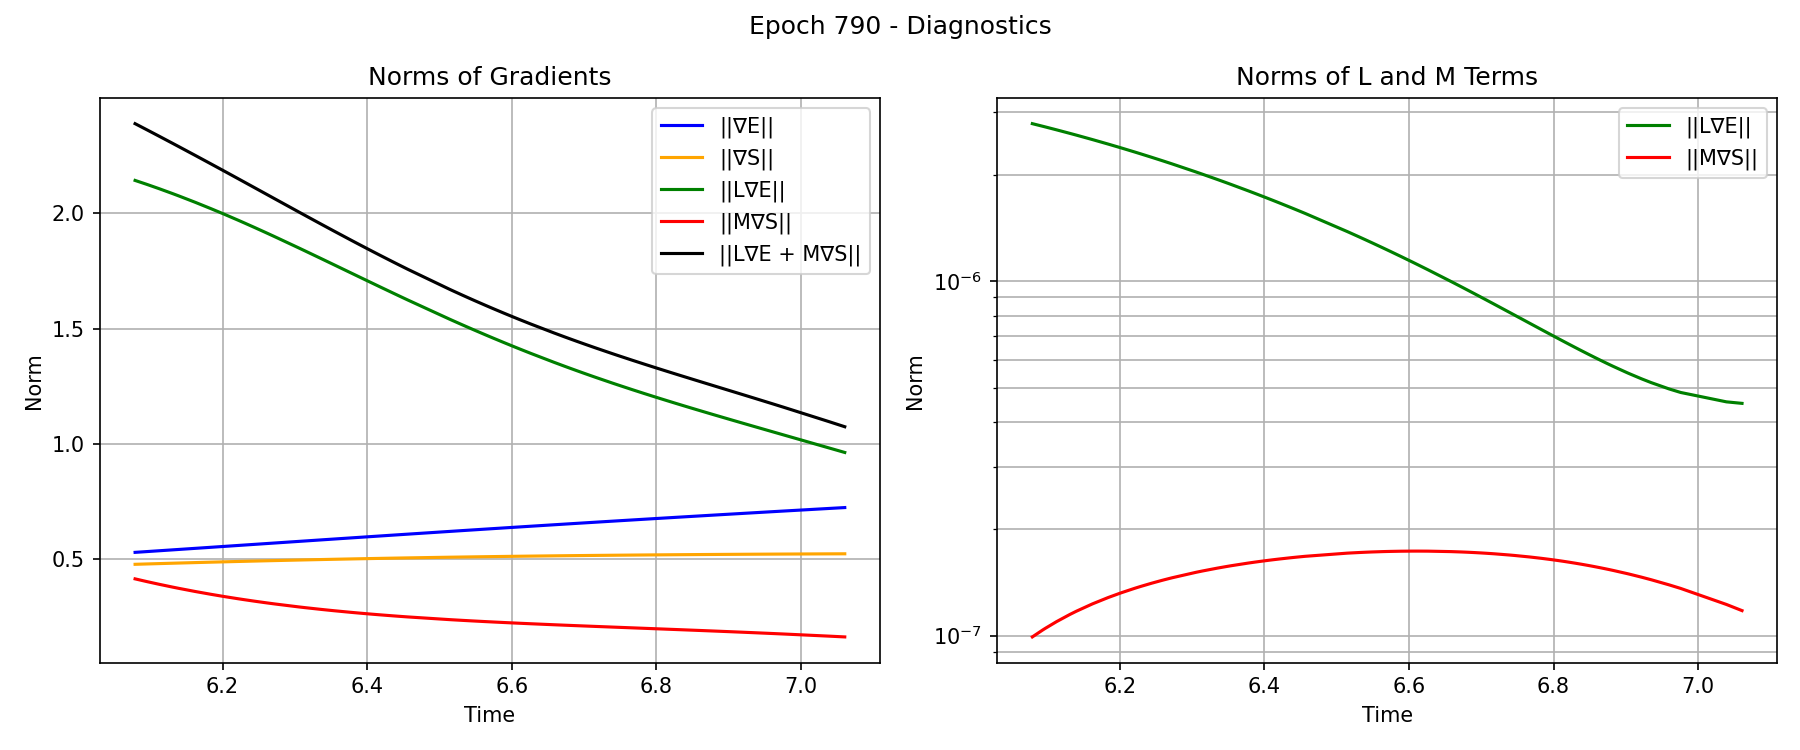 Epoch 790 - Diagnostics
Norms of Gradients
Norm
2.0
1.5
1.0
0.5
||∇E||
||∇S||
||L∇E||
||M∇S||
||L∇E + M∇S||
6.2 6.4 6.6 6.8 7.0
Time
Norms of L and M Terms
Norm
10⁻⁶
10⁻⁷
||L∇E||
||M∇S||
6.2 6.4 6.6 6.8 7.0
Time